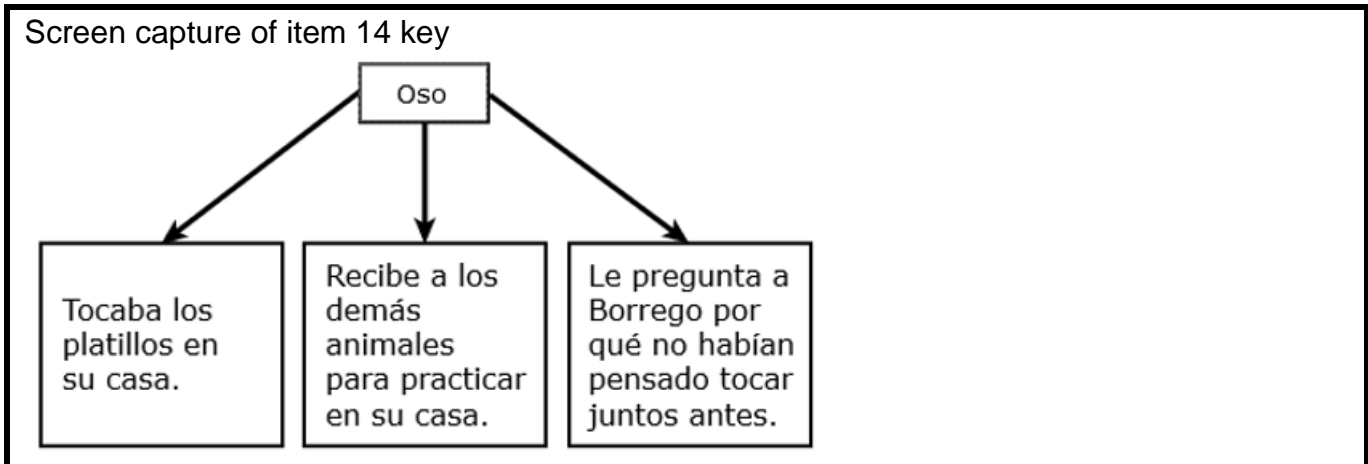 Screen capture of item 14 key
Oso
Tocaba los
platillos en
su casa.
Recibe a los
demás
animales
para practicar
en su casa.
Le pregunta a
Borrego por
qué no habían
pensado tocar
juntos antes.